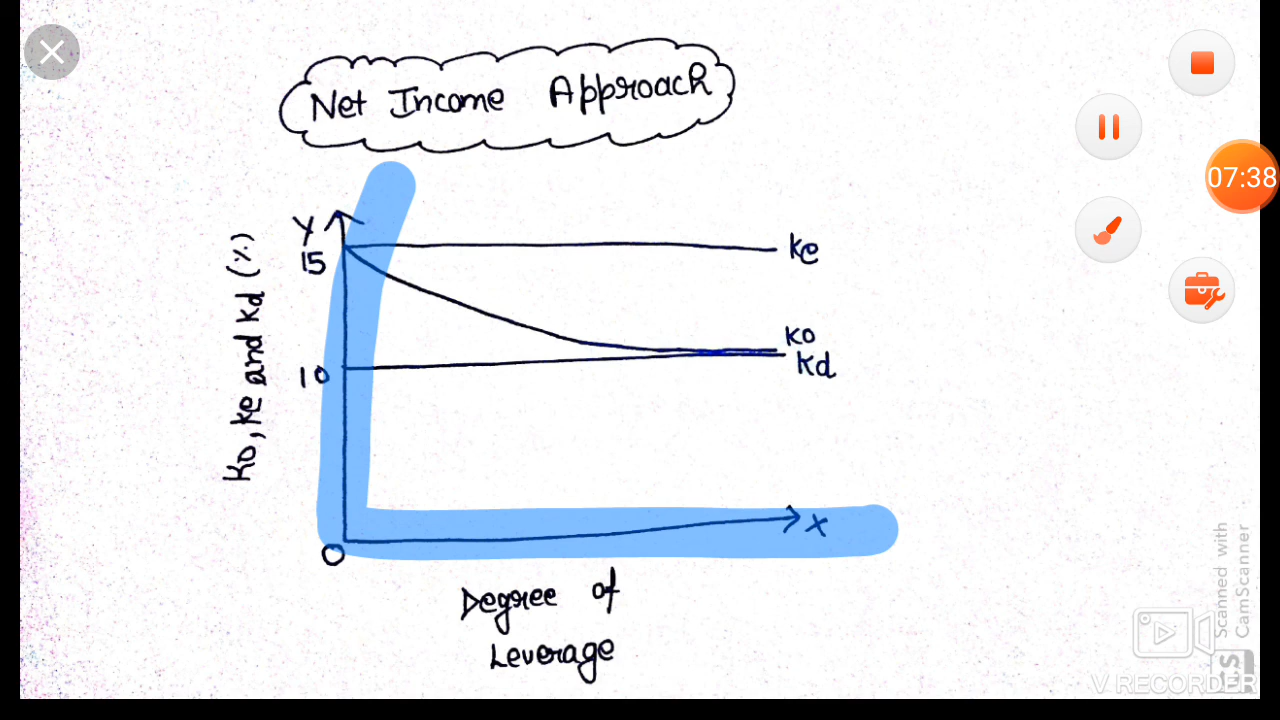 Net Income Approach
07:38
Y
15
Ke
Ko
Kd
10
Ko, Ke and Kd (%)
X
O
Degree of
Leverage
Scanned with
CamScanner
CS
V RECORDER